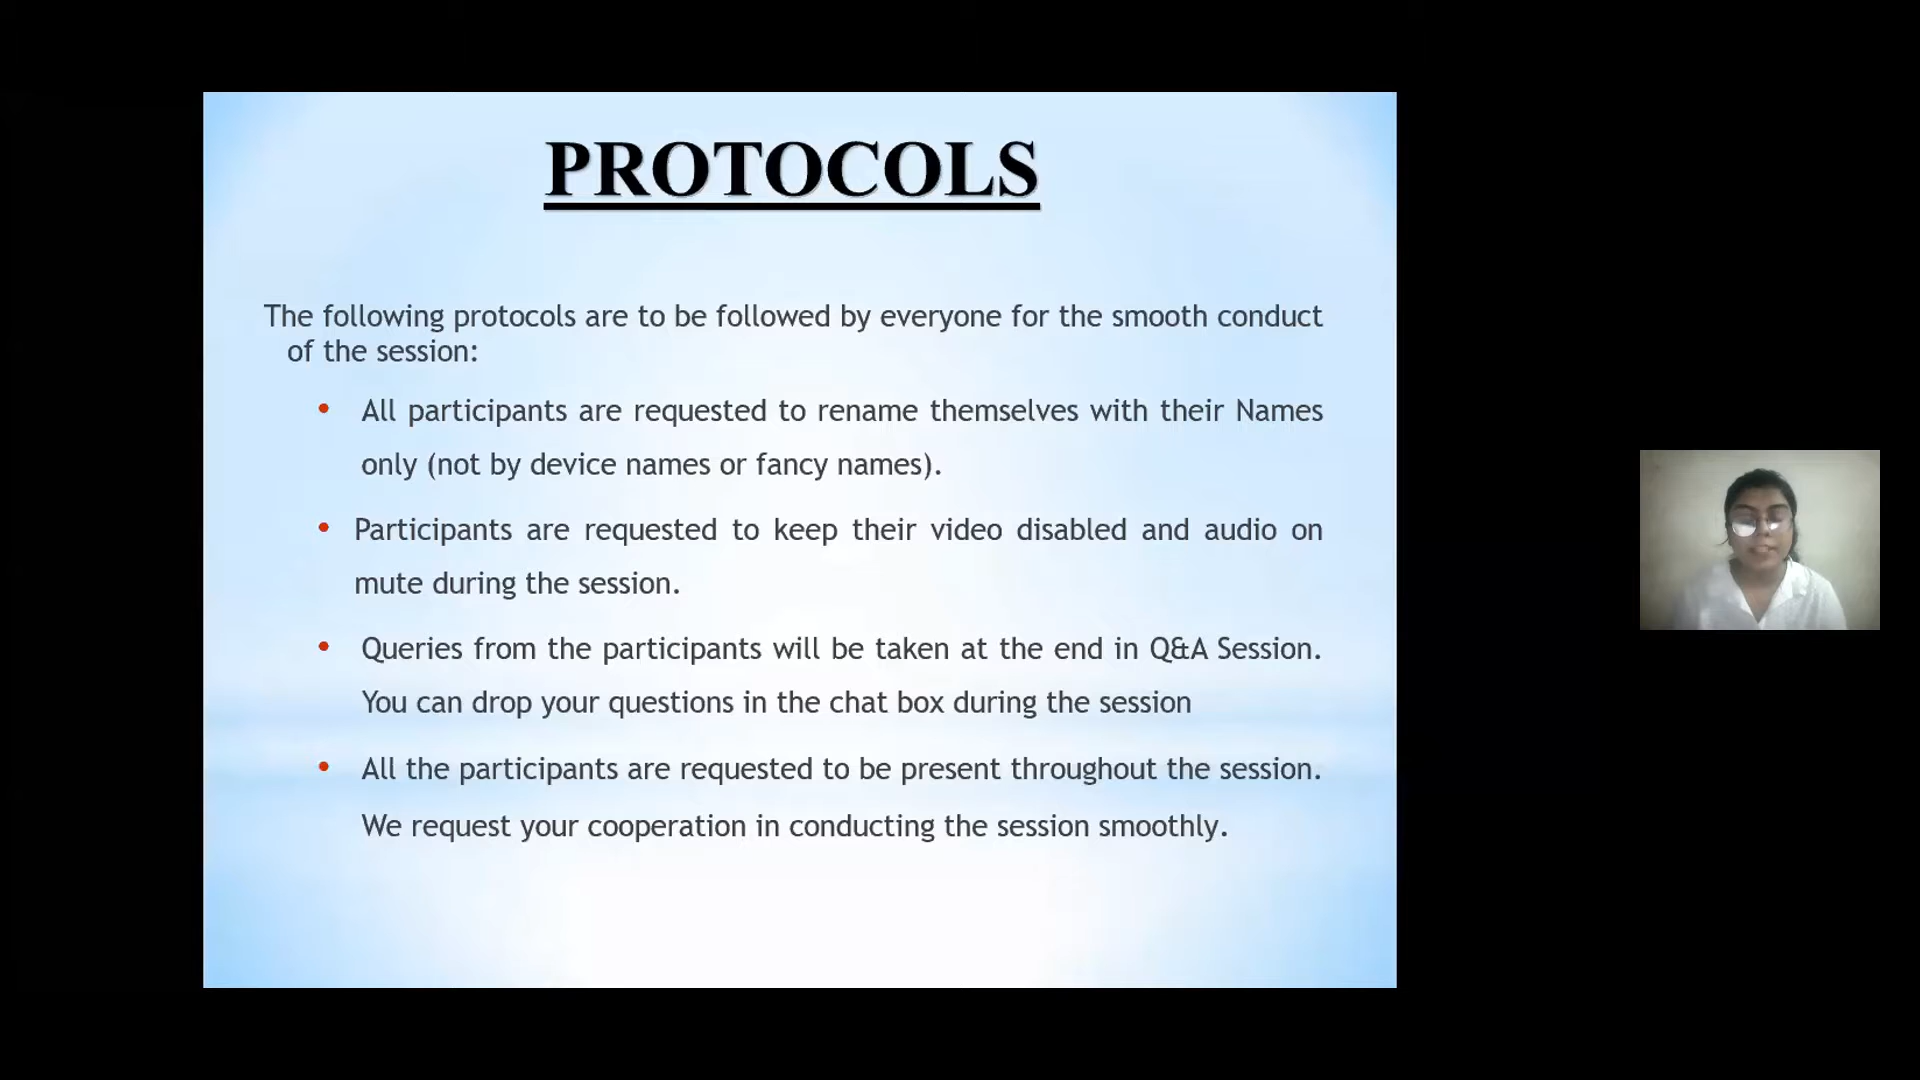 PROTOCOLS
The following protocols are to be followed by everyone for the smooth conduct
of the session:
• All participants are requested to rename themselves with their Names
only (not by device names or fancy names).
• Participants are requested to keep their video disabled and audio on
mute during the session.
• Queries from the participants will be taken at the end in Q&A Session.
You can drop your questions in the chat box during the session
• All the participants are requested to be present throughout the session.
We request your cooperation in conducting the session smoothly.